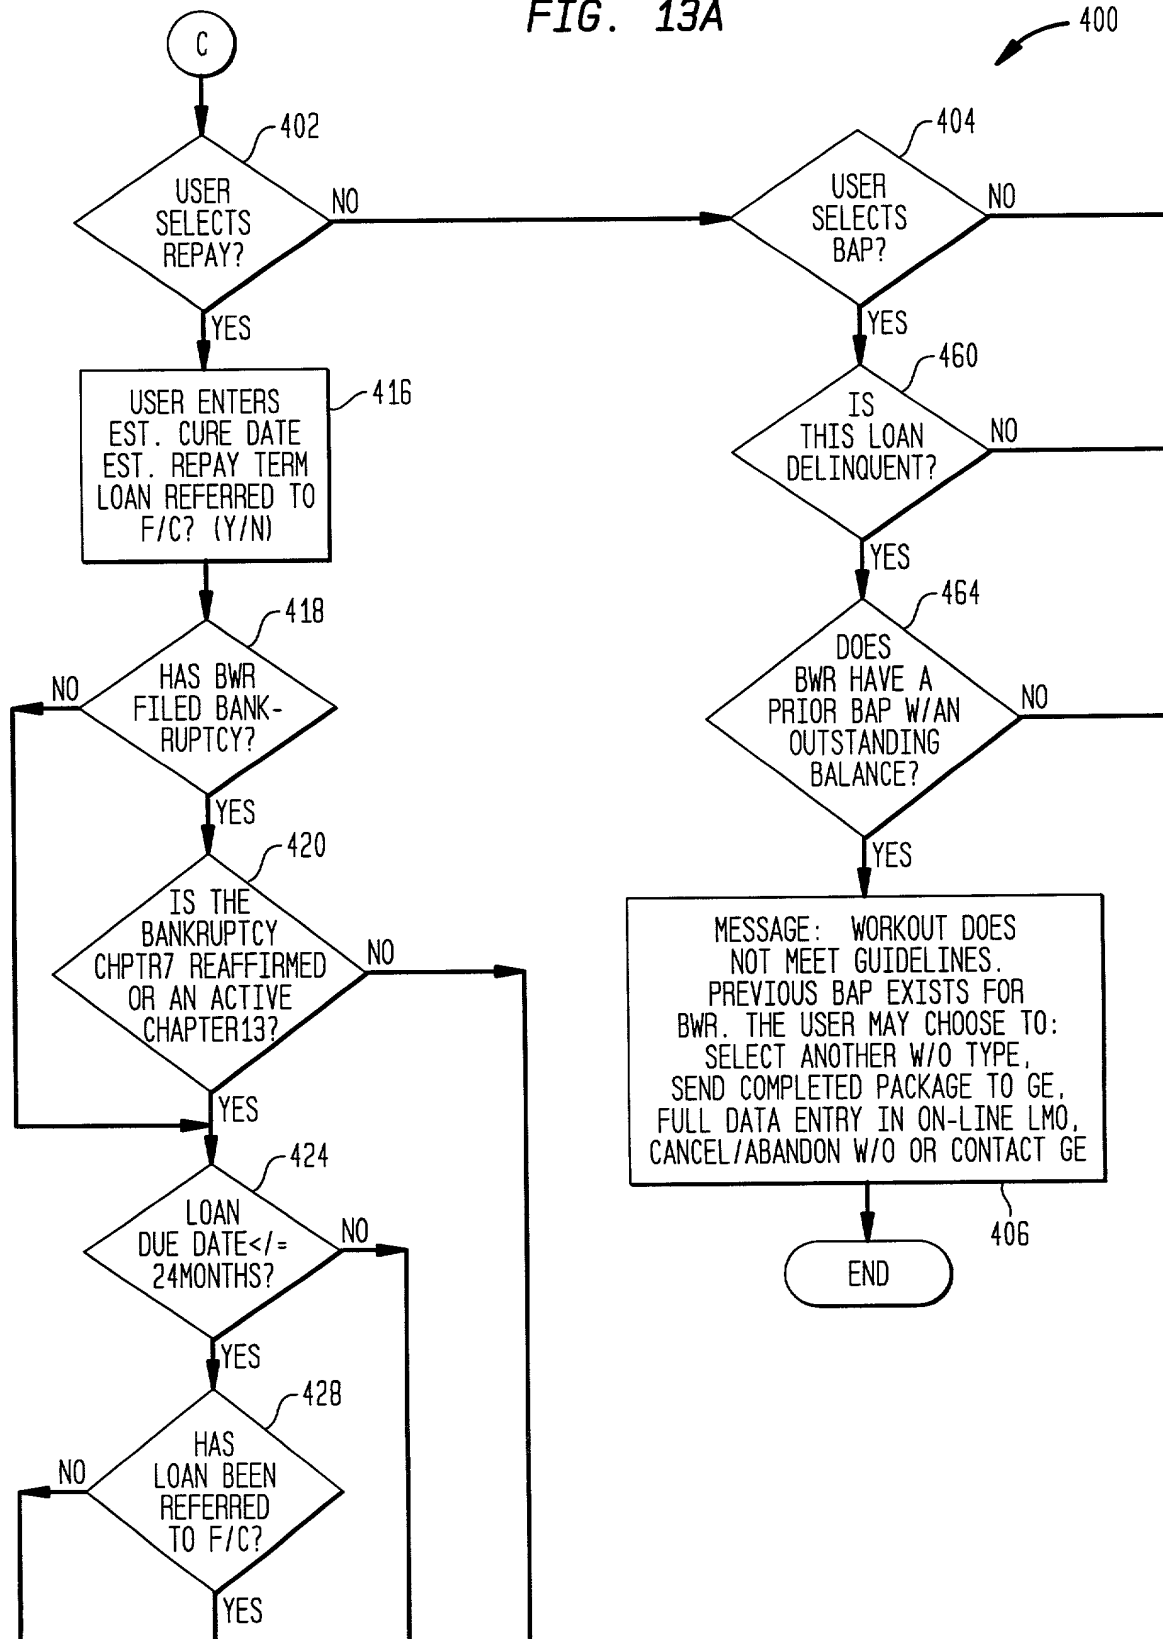 FIG. 13A
400
C
402
USER
SELECTS
REPAY?
NO
YES
404
USER
SELECTS
BAP?
NO
YES
416
USER ENTERS
EST. CURE DATE
EST. REPAY TERM
LOAN REFERRED TO
F/C? (Y/N)
460
IS
THIS LOAN
DELINQUENT?
NO
YES
418
HAS BWR
FILED BANK-
RUPTCY?
NO
YES
464
DOES
BWR HAVE A
PRIOR BAP W/AN
OUTSTANDING
BALANCE?
NO
YES
420
IS THE
BANKRUPTCY
CHPTR7 REAFFIRMED
OR AN ACTIVE
CHAPTER13?
NO
YES
MESSAGE: WORKOUT DOES
NOT MEET GUIDELINES.
PREVIOUS BAP EXISTS FOR
BWR. THE USER MAY CHOOSE TO:
SELECT ANOTHER W/O TYPE,
SEND COMPLETED PACKAGE TO GE,
FULL DATA ENTRY IN ON-LINE LMO,
CANCEL/ABANDON W/O OR CONTACT GE
406
END
424
LOAN
DUE DATE</=
24MONTHS?
NO
YES
428
HAS
LOAN BEEN
REFERRED
TO F/C?
NO
YES